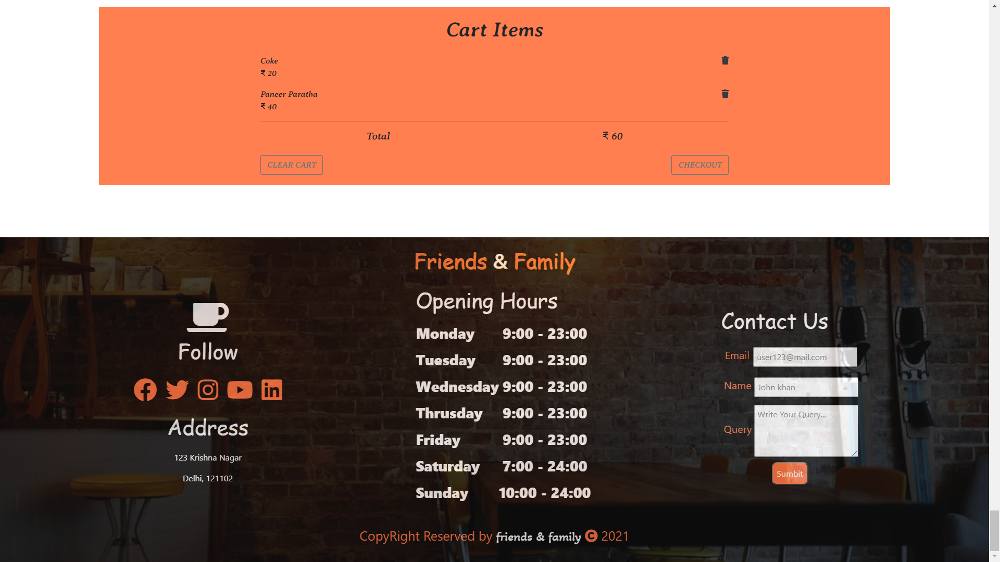 Cart Items
Coke
₹ 20
Paneer Paratha
₹ 40
Total ₹ 60
CLEAR CART CHECKOUT
Friends & Family
Follow
Address
123 Krishna Nagar
Delhi, 121102
Opening Hours
Monday 9:00 - 23:00
Tuesday 9:00 - 23:00
Wednesday 9:00 - 23:00
Thrusday 9:00 - 23:00
Friday 9:00 - 23:00
Saturday 7:00 - 24:00
Sunday 10:00 - 24:00
Contact Us
Email user123@mail.com
Name John khan
Query Write Your Query...
Sumbit
CopyRight Reserved by friends & family © 2021